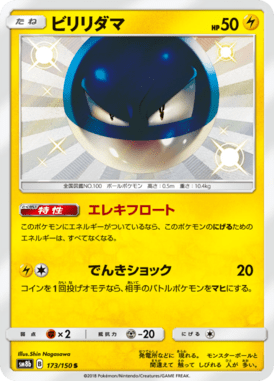 たね ビリリダマ HP50
全国図鑑NO.100 ボールポケモン 高さ:0.5m 重さ:10.4kg
特性 エレキフロート
このポケモンにエネルギーがついているなら、このポケモンのにげるための
エネルギーは、すべてなくなる。
でんきショック 20
コインを1回投げオモテなら、相手のバトルポケモンをマヒにする。
弱点 ×2 抵抗力 -20 にげる
Illus.Shin Nagasawa
SM8b 173/150 S
発電所などに
現れる。
モンスターボールと
間違えて 触って しびれる
人が 多い。
©2018 Pokémon/Nintendo/Creatures/GAME FREAK.